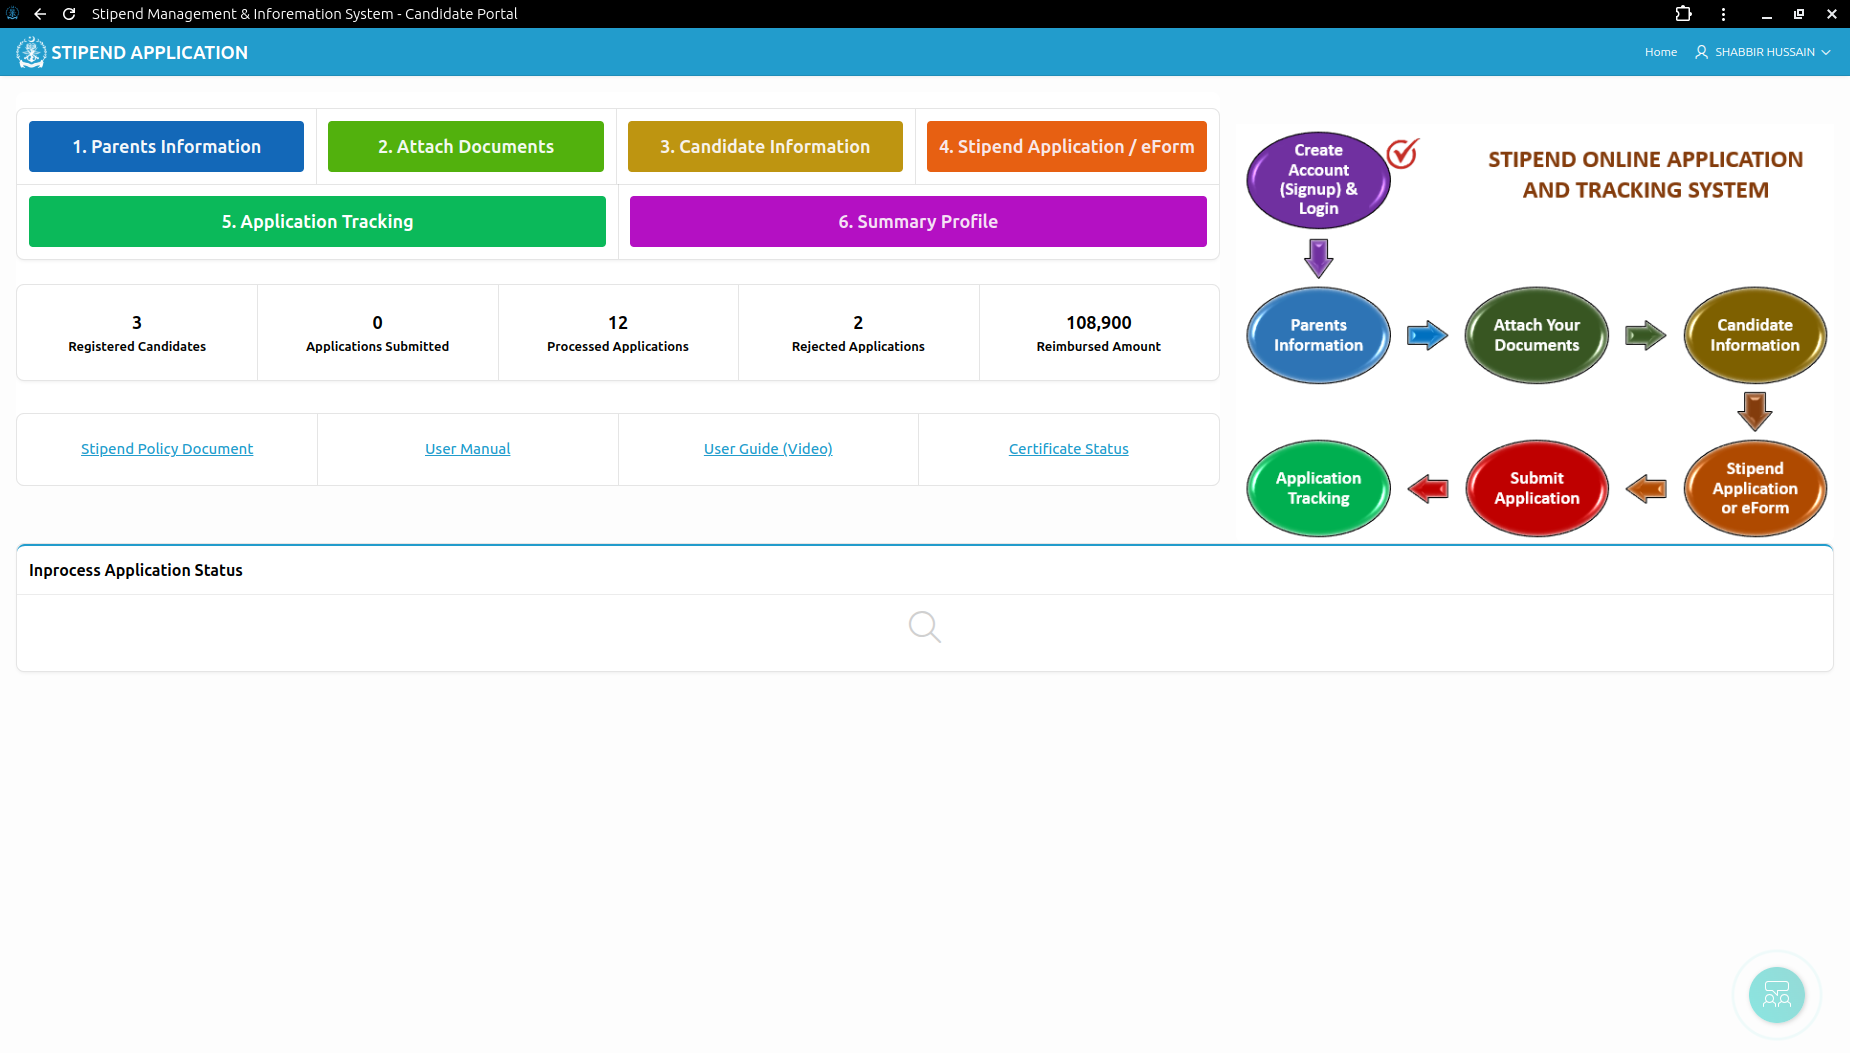 Stipend Management & Inforemation System - Candidate Portal
STIPEND APPLICATION
Home
SHABBIR HUSSAIN
1. Parents Information
2. Attach Documents
3. Candidate Information
4. Stipend Application / eForm
5. Application Tracking
6. Summary Profile
3
Registered Candidates
0
Applications Submitted
12
Processed Applications
2
Rejected Applications
108,900
Reimbursed Amount
Stipend Policy Document
User Manual
User Guide (Video)
Certificate Status
Create
Account
(Signup) &
Login
STIPEND ONLINE APPLICATION
AND TRACKING SYSTEM
Parents
Information
Attach Your
Documents
Candidate
Information
Application
Tracking
Submit
Application
Stipend
Application
or eForm
Inprocess Application Status